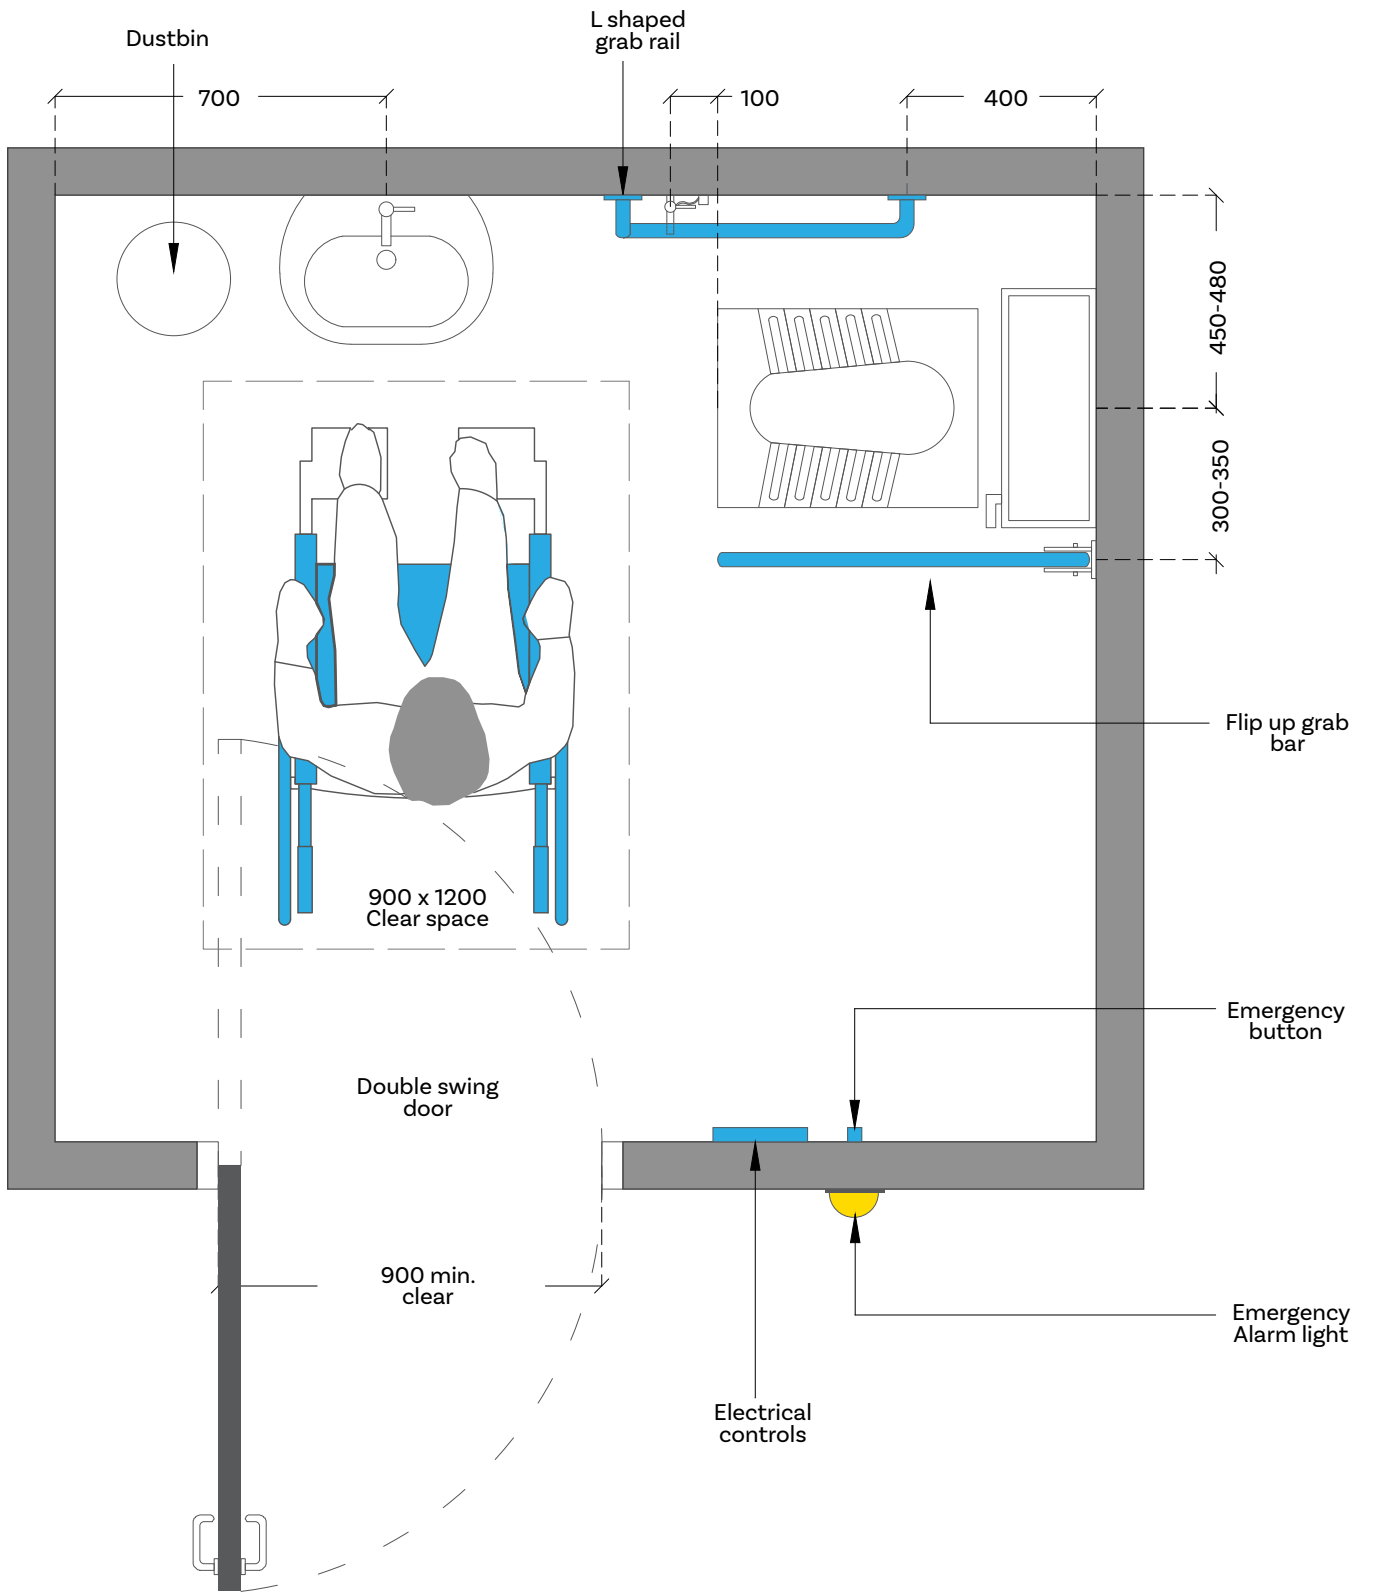 L shaped
grab rail
Dustbin
700
100
400
450-480
300-350
Flip up grab
bar
900 x 1200
Clear space
Emergency
button
Double swing
door
900 min.
clear
Emergency
Alarm light
Electrical
controls